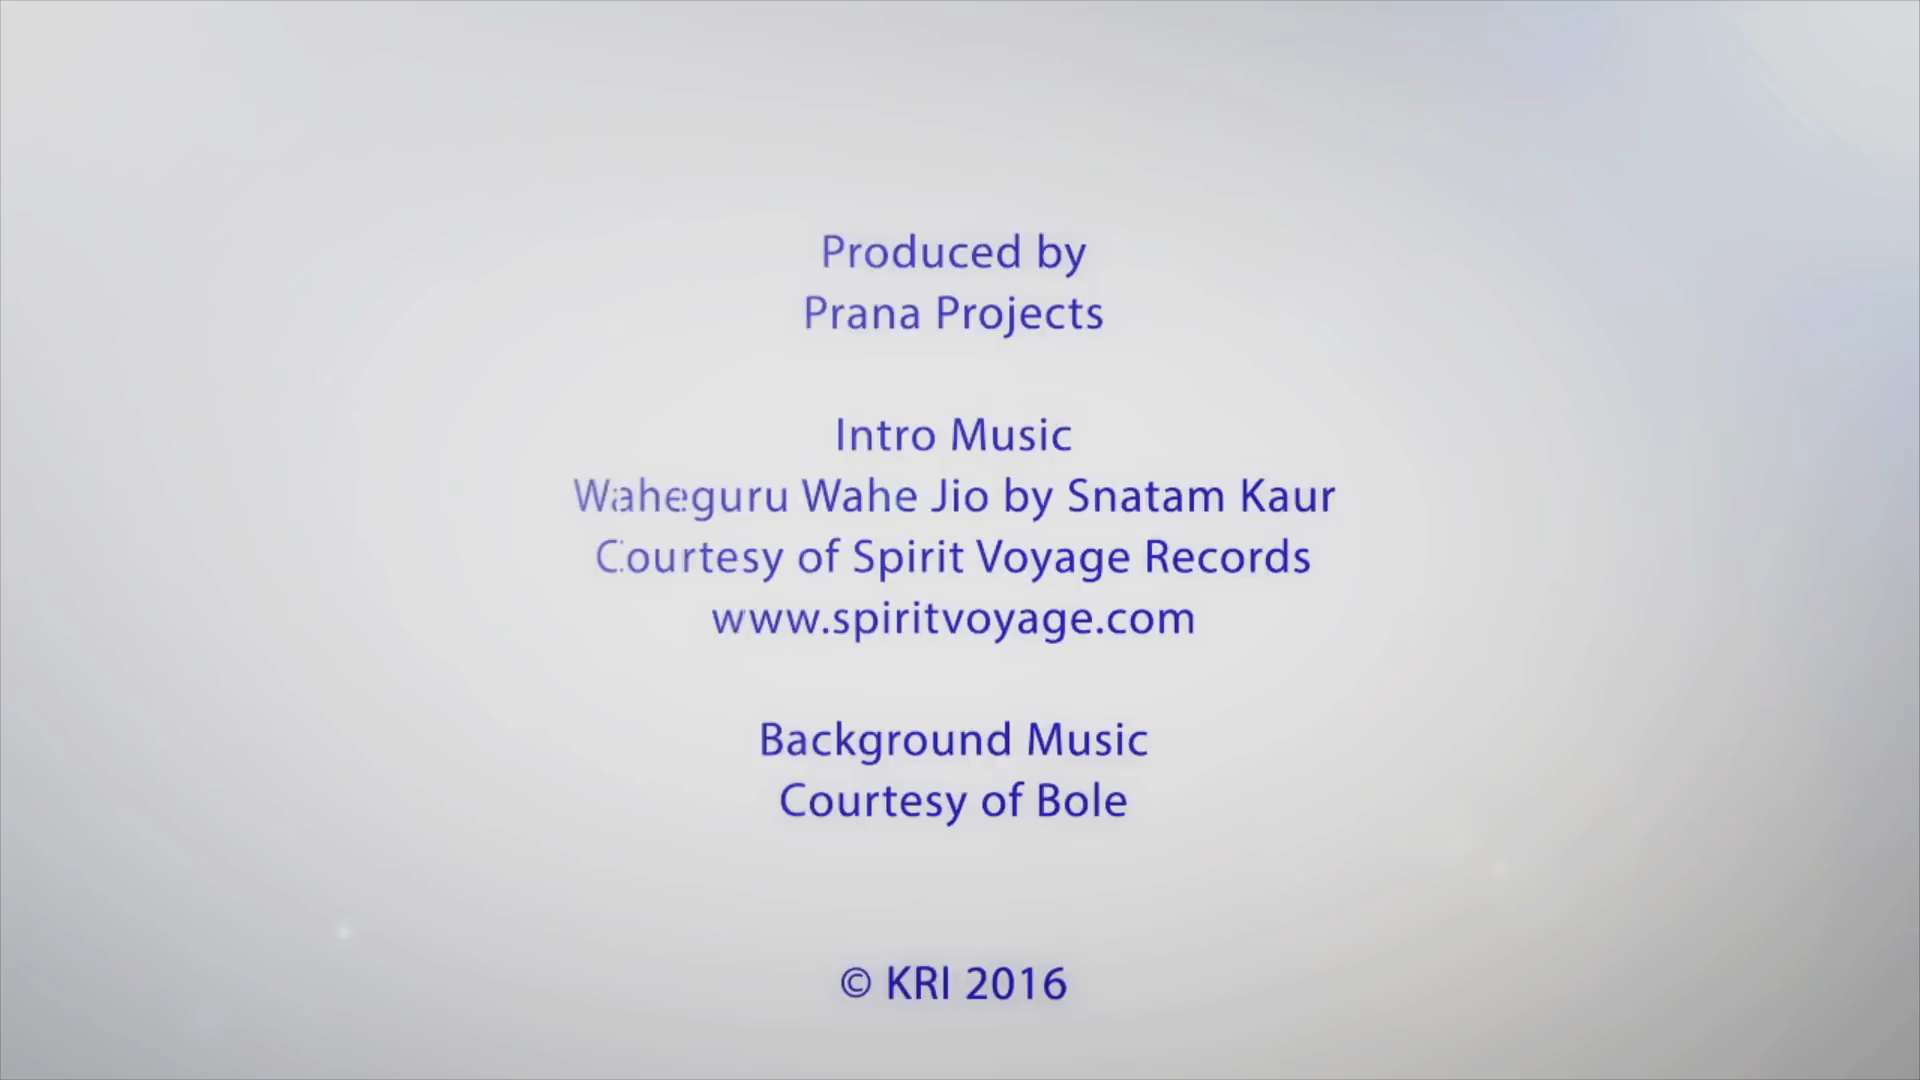 Produced by
Prana Projects
Intro Music
Waheguru Wahe Jio by Snatam Kaur
Courtesy of Spirit Voyage Records
www.spiritvoyage.com
Background Music
Courtesy of Bole
© KRI 2016